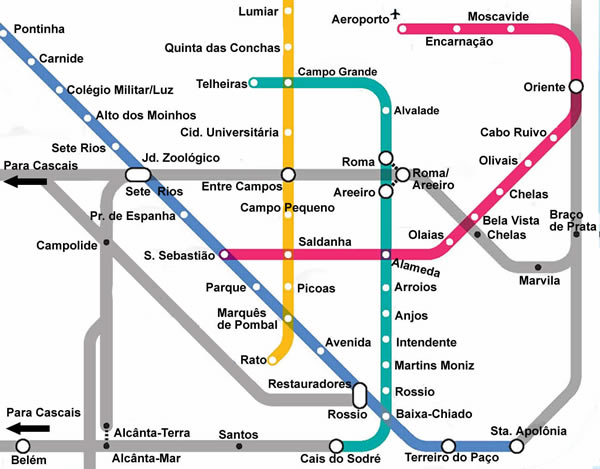 Lumiar
Aeroporto
Moscavide
Pontinha
Encarnação
Quinta das Conchas
Carnide
Telheiras
Campo Grande
Oriente
Colégio Militar/Luz
Alvalade
Alto dos Moinhos
Cid. Universitária
Cabo Ruivo
Sete Rios
Jd. Zoológico
Roma
Olivais
Para Cascais
Roma/
Areeiro
Sete Rios
Entre Campos
Areeiro
Chelas
Campo Pequeno
Pr. de Espanha
Bela Vista
Braço
de Prata
Olaias
Chelas
Campolide
Saldanha
S. Sebastião
Alameda
Marvila
Parque
Picoas
Arroios
Marquês
de Pombal
Anjos
Avenida
Intendente
Rato
Martins Moniz
Restauradores
Rossio
Rossio
Baixa-Chiado
Para Cascais
Alcânta-Terra
Santos
Sta. Apolônia
Belém
Alcânta-Mar
Cais do Sodré
Terreiro do Paço